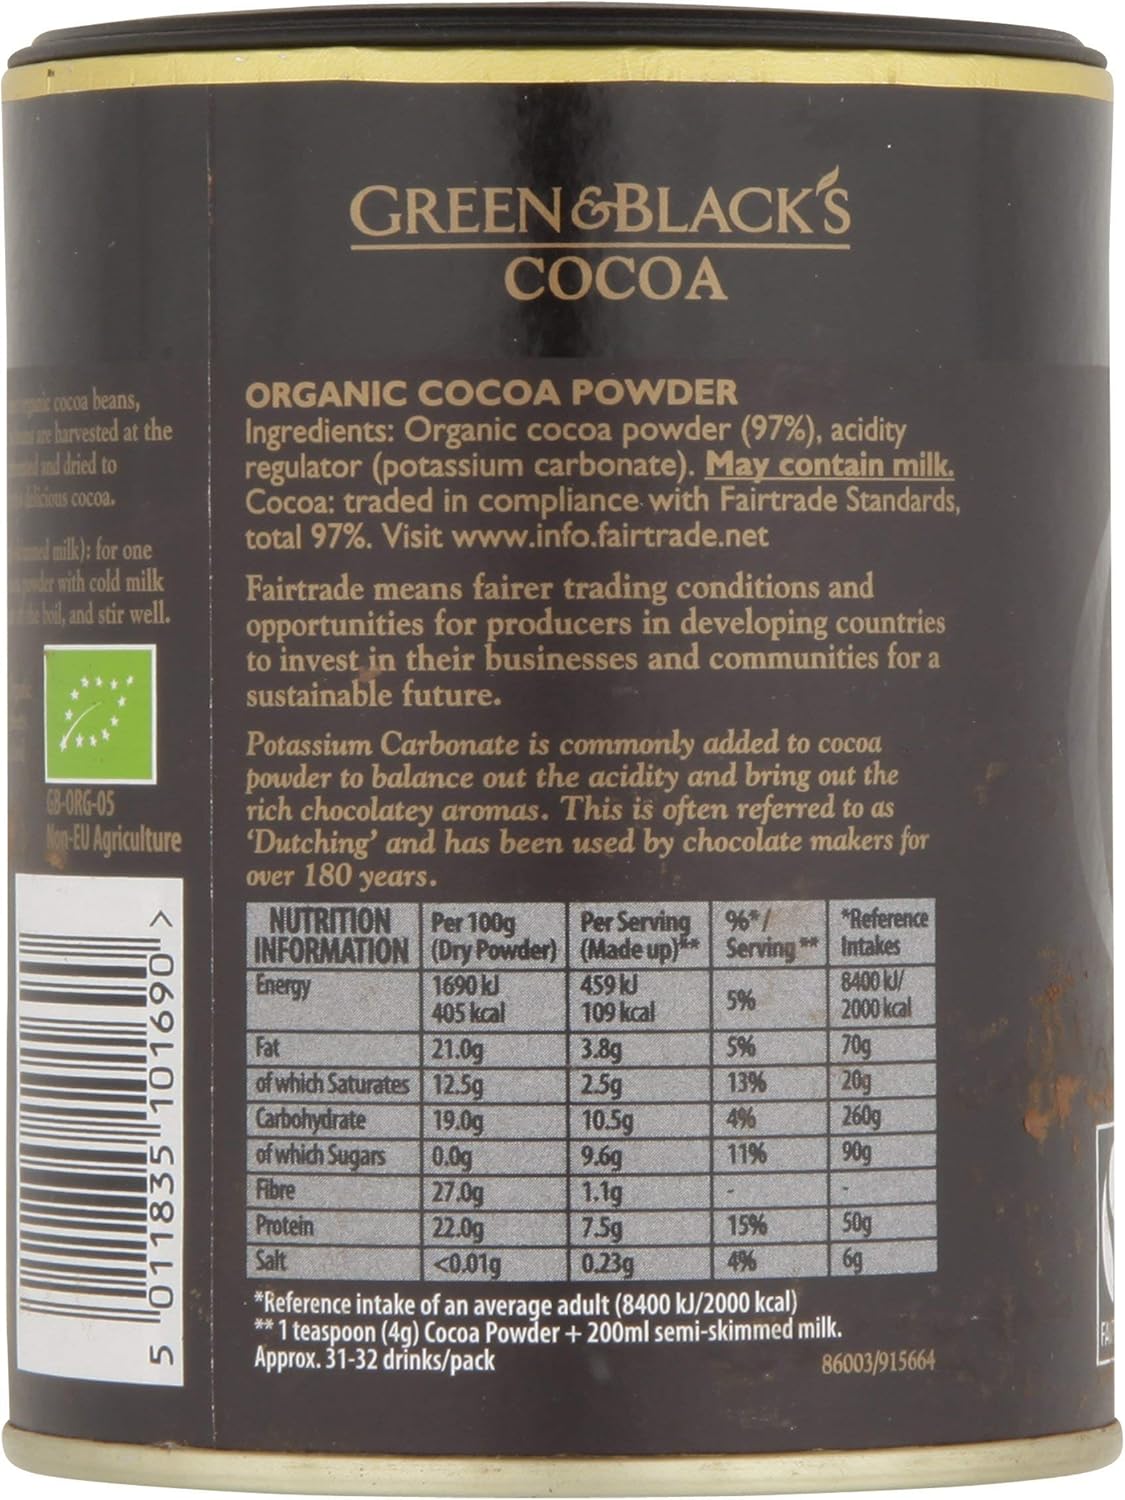 GREEN&BLACK'S
COCOA
cocoa beans,
are harvested at the
and dried to
delicious cocoa.
milk): for one
powder with cold milk
the boil, and stir well.
GB-ORG-05
Non-EU Agriculture
5 011835 101690 >
ORGANIC COCOA POWDER
Ingredients: Organic cocoa powder (97%), acidity
regulator (potassium carbonate). May contain milk.
Cocoa: traded in compliance with Fairtrade Standards,
total 97%. Visit www.info.fairtrade.net
Fairtrade means fairer trading conditions and
opportunities for producers in developing countries
to invest in their businesses and communities for a
sustainable future.
Potassium Carbonate is commonly added to cocoa
powder to balance out the acidity and bring out the
rich chocolatey aromas. This is often referred to as
'Dutching' and has been used by chocolate makers for
over 180 years.
NUTRITION INFORMATION Per 100g (Dry Powder) Per Serving (Made up)** %*/ Serving** *Reference Intakes
Energy 1690 kJ 405 kcal 459 kJ 109 kcal 5% 8400 kJ/ 2000 kcal
Fat 21.0g 3.8g 5% 70g
of which Saturates 12.5g 2.5g 13% 20g
Carbohydrate 19.0g 10.5g 4% 260g
of which Sugars 0.0g 9.6g 11% 90g
Fibre 27.0g 1.1g - -
Protein 22.0g 7.5g 15% 50g
Salt <0.01g 0.23g 4% 6g
*Reference intake of an average adult (8400 kJ/2000 kcal)
** 1 teaspoon (4g) Cocoa Powder + 200ml semi-skimmed milk.
Approx. 31-32 drinks/pack
86003/915664